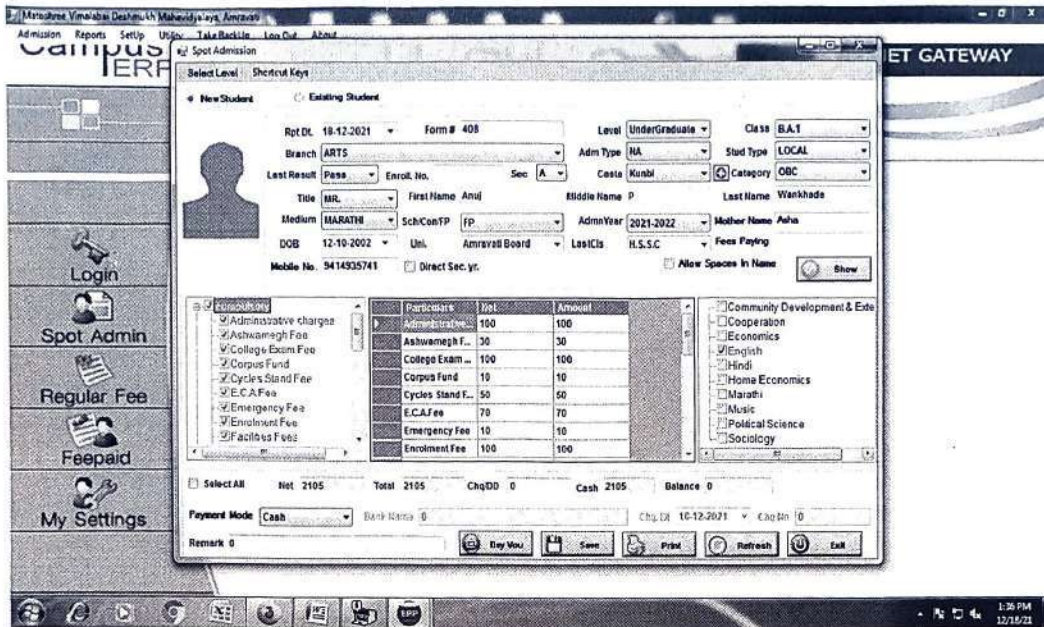 Matoshree Vimalabai Deshmukh Mahavidyalaya, Amravati
Admission Reports SetUp Utility Take BackUp Log Out About
Campus
ERP
NET GATEWAY
Spot Admission
Select Level Shortcut Keys
New Student Existing Student
Rpt Dt. 18-12-2021 Form # 408 Level UnderGraduate Class B.A.1
Branch ARTS Adm Type NA Stud Type LOCAL
Last Result Pass Enroll. No. Sec A Caste Kunbi Category OBC
Title MR. First Name Anuj Middle Name P Last Name Wankhade
Medium MARATHI Sch/Con/FP FP AdmnYear 2021-2022 Mother Name Asha
DOB 12-10-2002 Uni. Amravati Board LastCls H.S.S.C Fees Paying
Mobile No. 9414935741 Direct Sec. yr. Allow Spaces In Name Show
Login
Spot Admin
Regular Fee
Feepaid
My Settings
compulsory
Administrative charges
Ashwamegh Fee
College Exam Fee
Corpus Fund
Cycles Stand Fee
E.C.A.Fee
Emergency Fee
Enrolment Fee
Facilities Fees
Particulars Net Amount
Administrative... 100 100
Ashwamegh F... 30 30
College Exam ... 100 100
Corpus Fund 10 10
Cycles Stand F... 50 50
E.C.A.Fee 70 70
Emergency Fee 10 10
Enrolment Fee 100 100
Community Development & Exte
Cooperation
Economics
English
Hindi
Home Economics
Marathi
Music
Political Science
Sociology
Select All Net 2105 Total 2105 Chq/DD 0 Cash 2105 Balance 0
Payment Mode Cash Bank Name 0 Chq. Dt 18-12-2021 Chq No 0
Remark 0 Day Vou Save Print Refresh Exit
ERP
1:36 PM
12/18/21